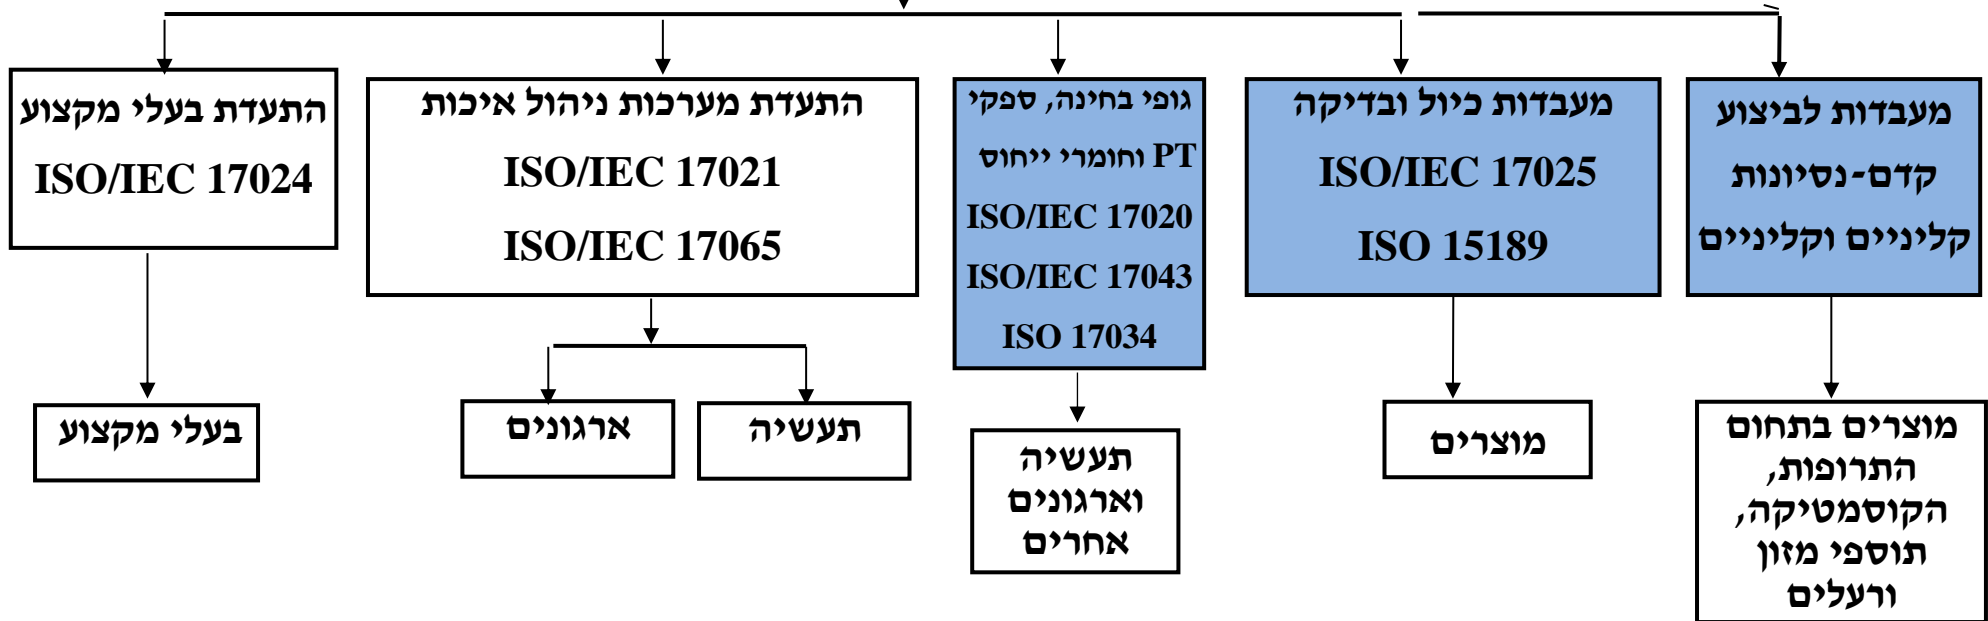 מעבדות לביצוע
קדם-נסיונות
קליניים וקליניים
מעבדות כיול ובדיקה
ISO/IEC 17025
ISO 15189
גופי בחינה, ספקי
PT וחומרי ייחוס
ISO/IEC 17020
ISO/IEC 17043
ISO 17034
התעדת מערכות ניהול איכות
ISO/IEC 17021
ISO/IEC 17065
התעדת בעלי מקצוע
ISO/IEC 17024
מוצרים בתחום
התרופות,
הקוסמטיקה,
תוספי מזון
ורעלים
מוצרים
תעשיה
וארגונים
אחרים
תעשיה
ארגונים
בעלי מקצוע